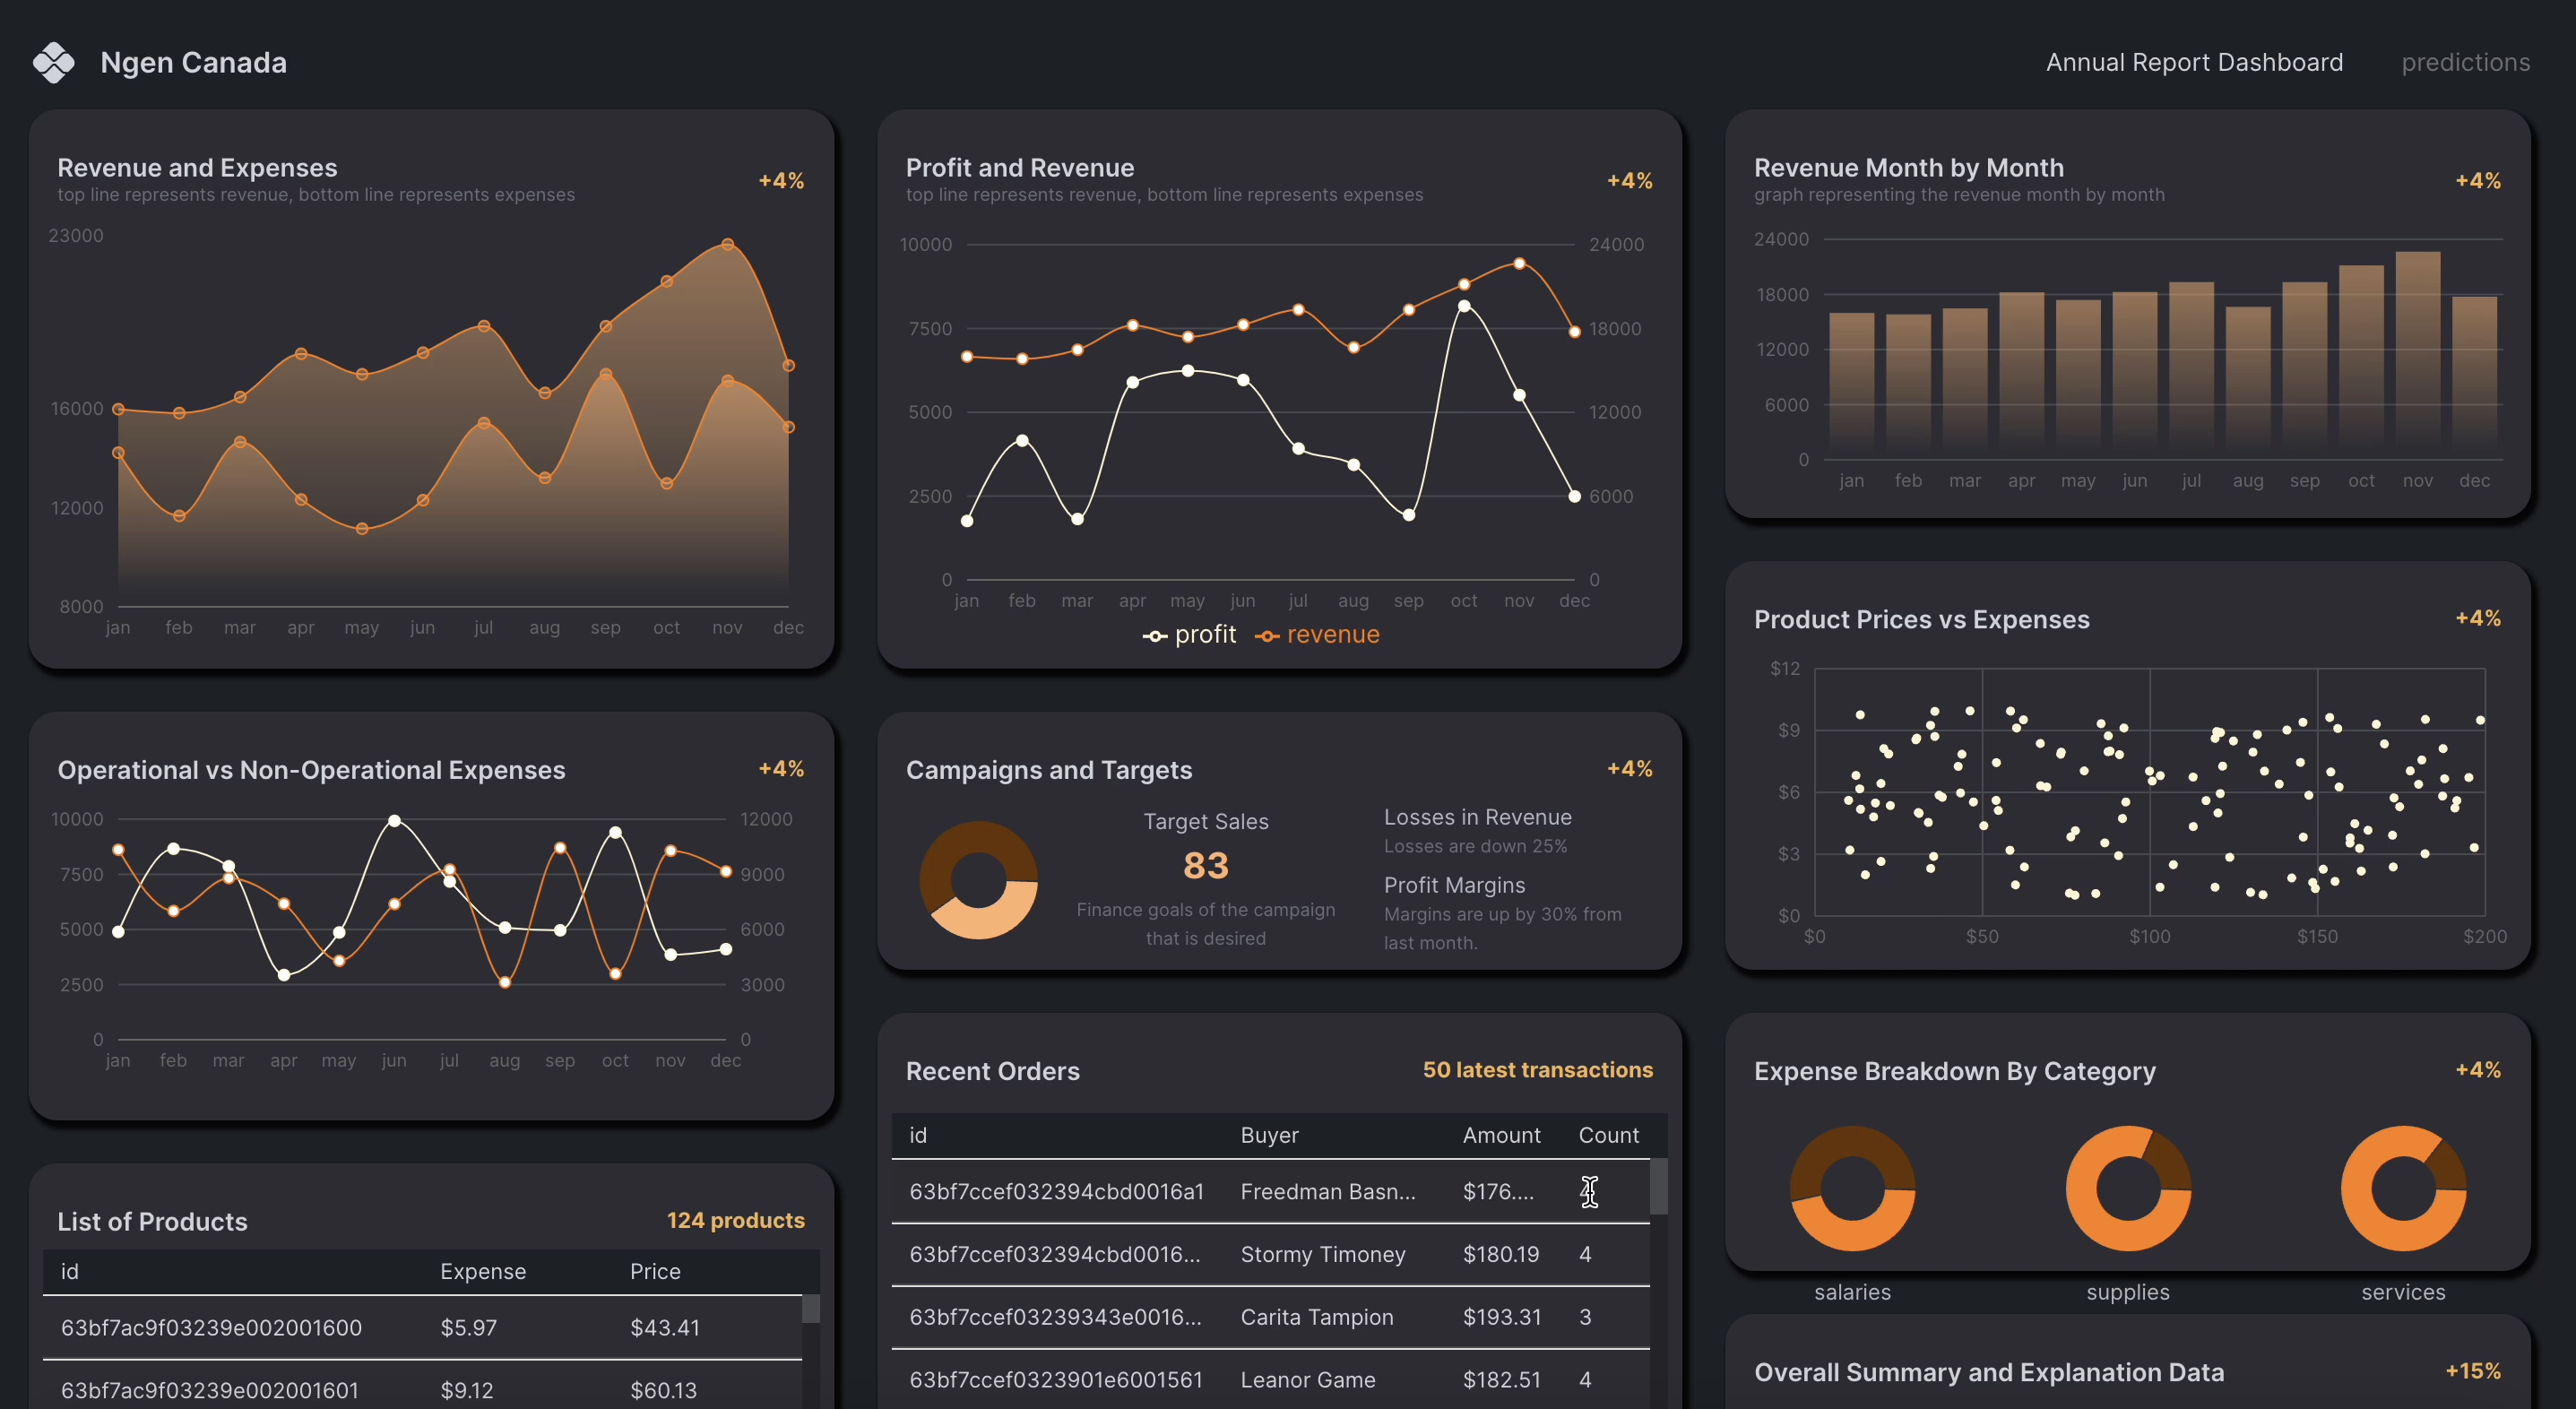 Ngen Canada
Annual Report Dashboard
predictions
Revenue and Expenses
top line represents revenue, bottom line represents expenses
+4%
23000
16000
12000
8000
jan feb mar apr may jun jul aug sep oct nov dec
Profit and Revenue
top line represents revenue, bottom line represents expenses
+4%
10000 24000
7500 18000
5000 12000
2500 6000
0 0
jan feb mar apr may jun jul aug sep oct nov dec
profit revenue
Revenue Month by Month
graph representing the revenue month by month
+4%
24000
18000
12000
6000
0
jan feb mar apr may jun jul aug sep oct nov dec
Operational vs Non-Operational Expenses
+4%
10000 12000
7500 9000
5000 6000
2500 3000
0 0
jan feb mar apr may jun jul aug sep oct nov dec
Campaigns and Targets
+4%
Target Sales
83
Finance goals of the campaign
that is desired
Losses in Revenue
Losses are down 25%
Profit Margins
Margins are up by 30% from
last month.
Product Prices vs Expenses
+4%
$12
$9
$6
$3
$0
$0 $50 $100 $150 $200
List of Products
124 products
id Expense Price
63bf7ac9f03239e002001600 $5.97 $43.41
63bf7ac9f03239e002001601 $9.12 $60.13
Recent Orders
50 latest transactions
id Buyer Amount Count
63bf7ccef032394cbd0016a1 Freedman Basn... $176....
63bf7ccef032394cbd0016... Stormy Timoney $180.19 4
63bf7ccef03239343e0016... Carita Tampion $193.31 3
63bf7ccef0323901e6001561 Leanor Game $182.51 4
Expense Breakdown By Category
+4%
salaries supplies services
Overall Summary and Explanation Data
+15%